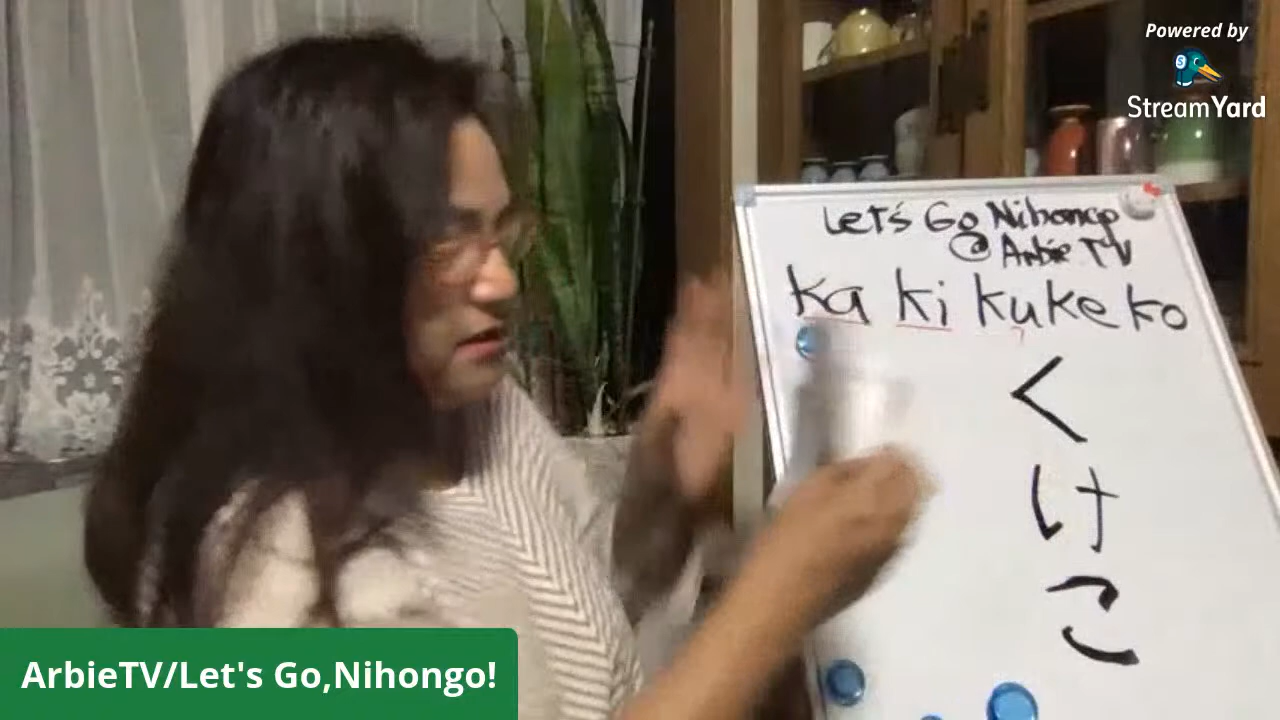 Powered by
StreamYard
Let's Go Nihongo
@ Arbie TV
ka ki ku ke ko
く
け
こ
ArbieTV/Let's Go,Nihongo!